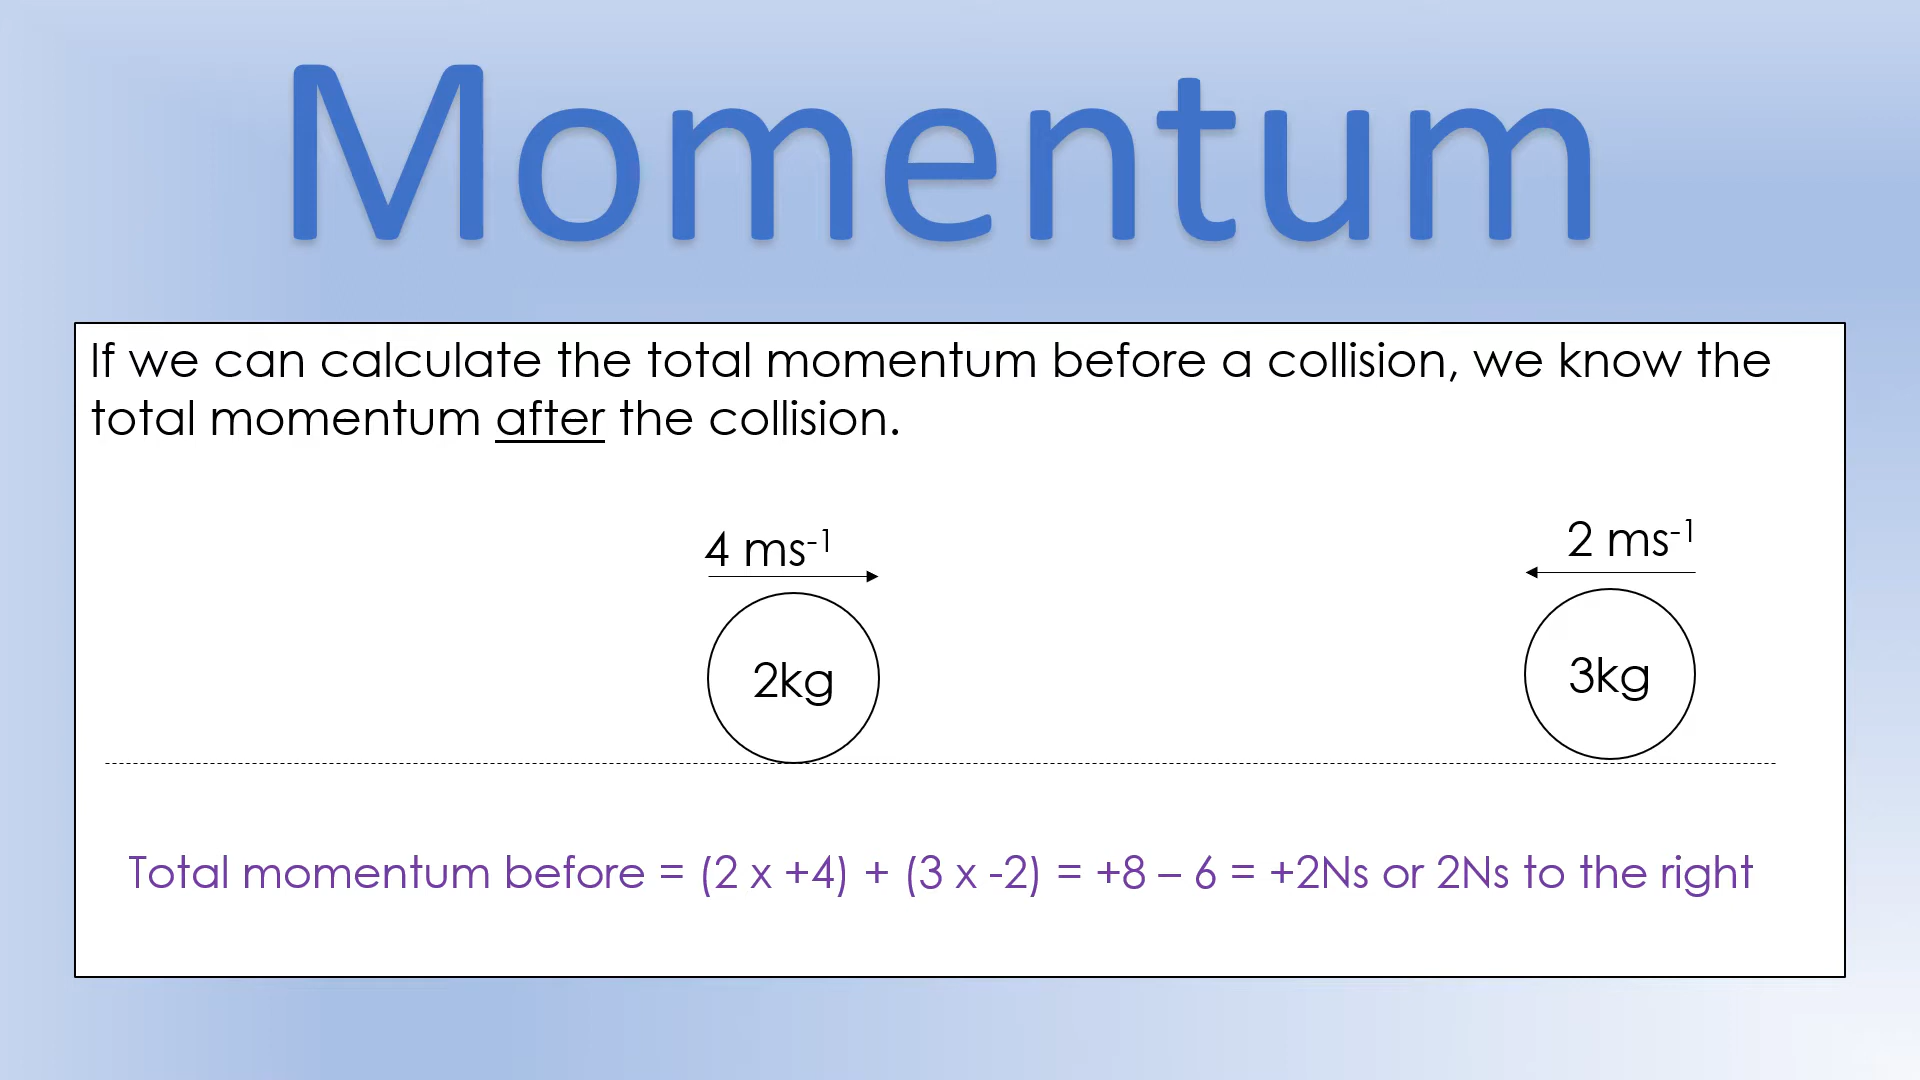 Momentum
If we can calculate the total momentum before a collision, we know the
total momentum after the collision.
4 ms⁻¹
2 ms⁻¹
2kg
3kg
Total momentum before = (2 x +4) + (3 x -2) = +8 – 6 = +2Ns or 2Ns to the right